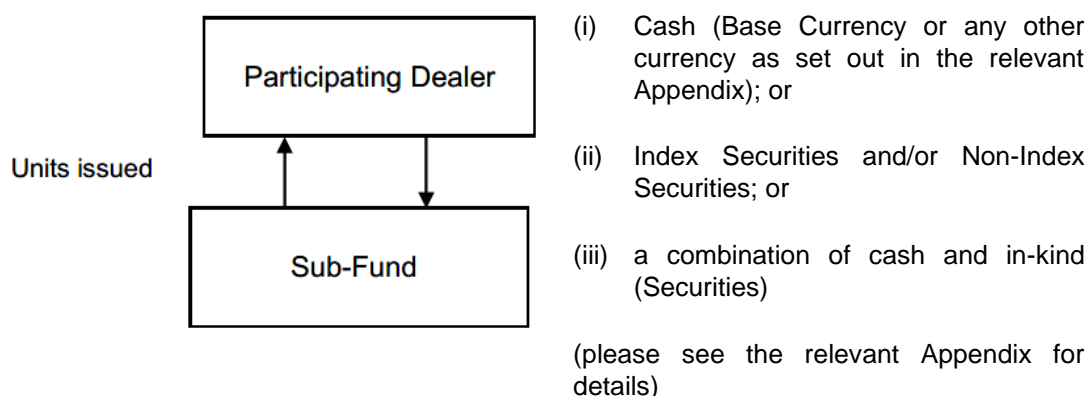 Participating Dealer
Units issued
Sub-Fund
(i) Cash (Base Currency or any other
currency as set out in the relevant
Appendix); or
(ii) Index Securities and/or Non-Index
Securities; or
(iii) a combination of cash and in-kind
(Securities)
(please see the relevant Appendix for
details)